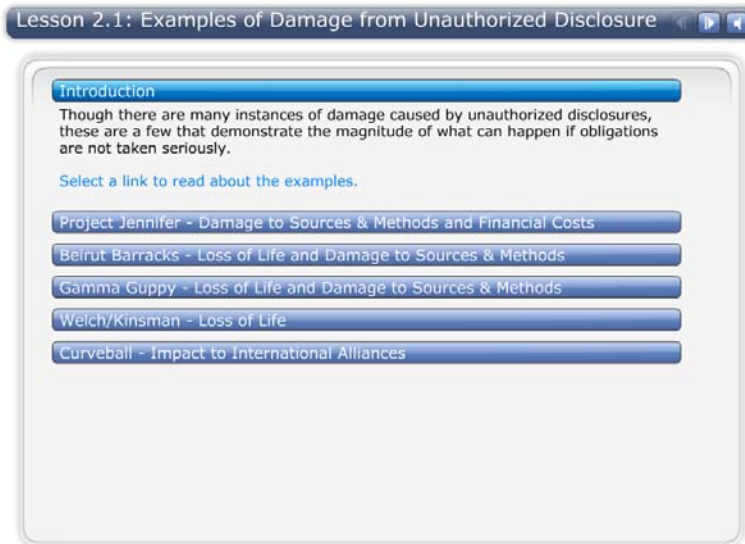 Lesson 2.1: Examples of Damage from Unauthorized Disclosure
Introduction
Though there are many instances of damage caused by unauthorized disclosures,
these are a few that demonstrate the magnitude of what can happen if obligations
are not taken seriously.
Select a link to read about the examples.
Project Jennifer - Damage to Sources & Methods and Financial Costs
Beirut Barracks - Loss of Life and Damage to Sources & Methods
Gamma Guppy - Loss of Life and Damage to Sources & Methods
Welch/Kinsman - Loss of Life
Curveball - Impact to International Alliances